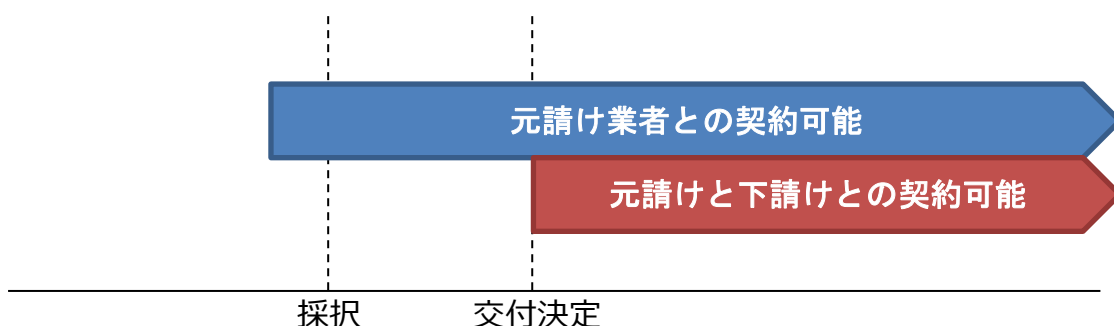 元請け業者との契約可能
元請けと下請けとの契約可能
採択
交付決定